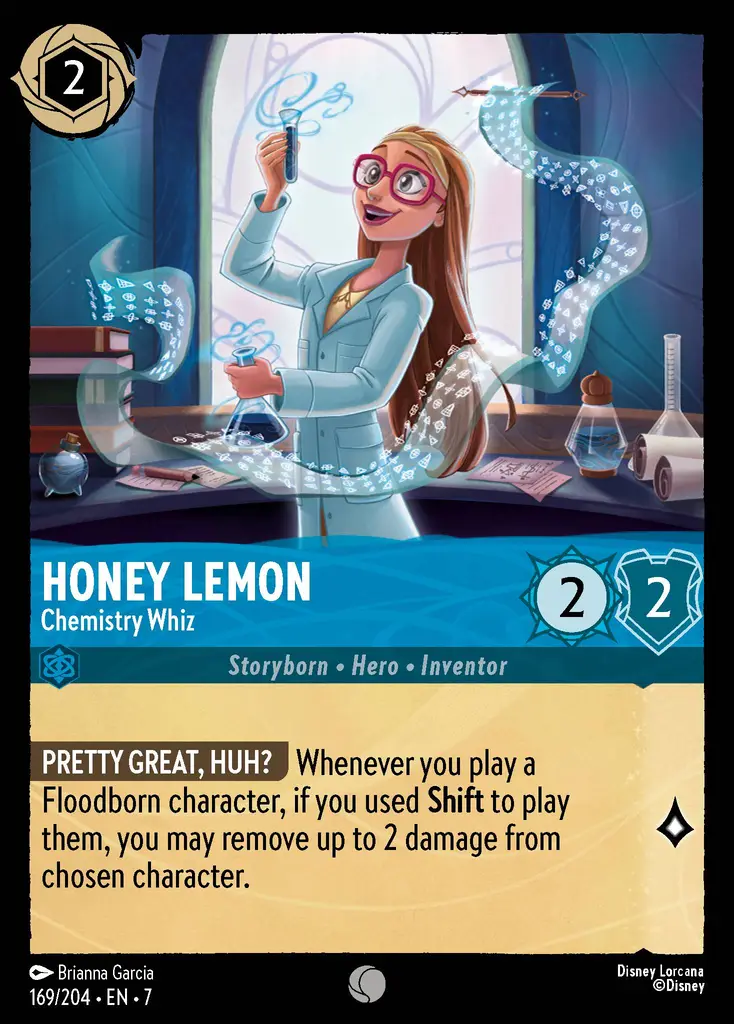 2
HONEY LEMON
Chemistry Whiz
2
2
Storyborn • Hero • Inventor
PRETTY GREAT, HUH? Whenever you play a
Floodborn character, if you used Shift to play
them, you may remove up to 2 damage from
chosen character.
Brianna Garcia
169/204 • EN • 7
Disney Lorcana
©Disney